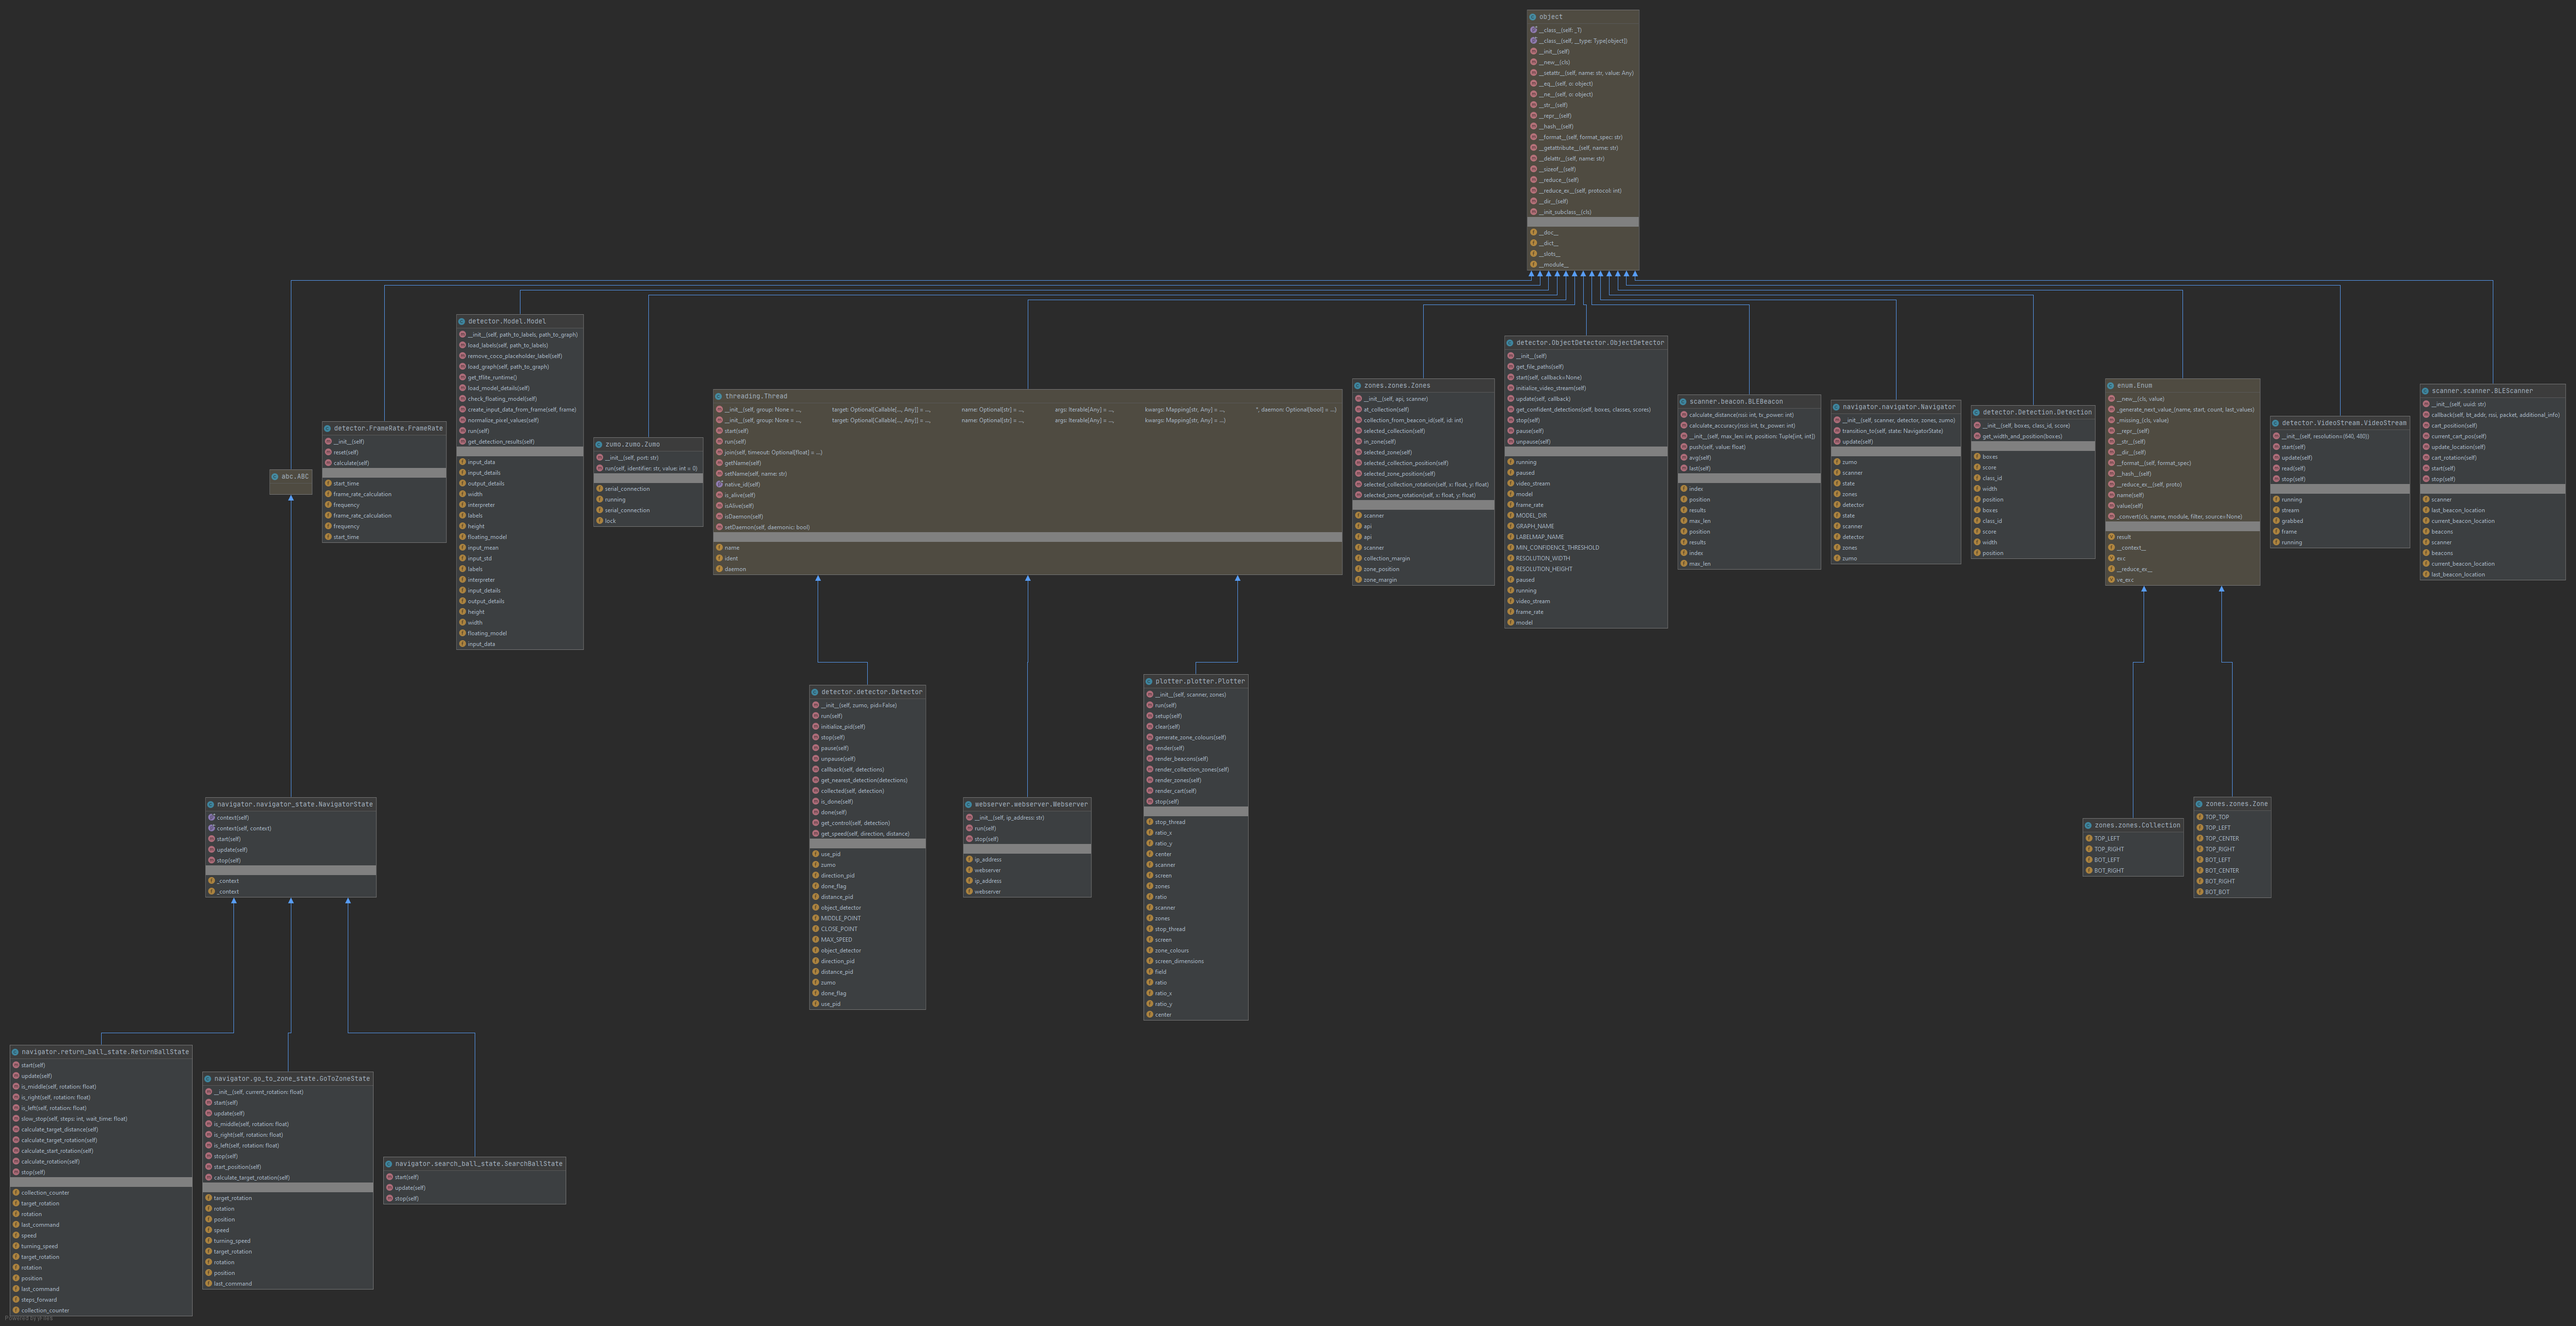 object
__class__(self: _T)
__class__(self, __type: Type[object])
__init__(self)
__new__(cls)
__setattr__(self, name: str, value: Any)
__eq__(self, o: object)
__ne__(self, o: object)
__str__(self)
__repr__(self)
__hash__(self)
__format__(self, format_spec: str)
__getattribute__(self, name: str)
__delattr__(self, name: str)
__sizeof__(self)
__reduce__(self)
__reduce_ex__(self, protocol: int)
__dir__(self)
__init_subclass__(cls)
__doc__
__dict__
__slots__
__module__
abc.ABC
detector.FrameRate.FrameRate
__init__(self)
reset(self)
calculate(self)
start_time
frame_rate_calculation
frequency
frame_rate_calculation
frequency
start_time
detector.Model.Model
__init__(self, path_to_labels, path_to_graph)
load_labels(self, path_to_labels)
remove_coco_placeholder_label(self)
load_graph(self, path_to_graph)
get_tflite_runtime()
load_model_details(self)
check_floating_model(self)
create_input_data_from_frame(self, frame)
normalize_pixel_values(self)
run(self)
get_detection_results(self)
input_data
input_details
output_details
width
interpreter
labels
height
floating_model
input_mean
input_std
labels
interpreter
input_details
output_details
height
width
floating_model
input_data
zumo.zumo.Zumo
__init__(self, port: str)
run(self, identifier: str, value: int = 0)
serial_connection
running
serial_connection
lock
threading.Thread
__init__(self, group: None = ..., target: Optional[Callable[..., Any]] = ..., name: Optional[str] = ..., args: Iterable[Any] = ..., kwargs: Mapping[str, Any] = ..., *, daemon: Optional[bool] = ...)
__init__(self, group: None = ..., target: Optional[Callable[..., Any]] = ..., name: Optional[str] = ..., args: Iterable[Any] = ..., kwargs: Mapping[str, Any] = ...)
start(self)
run(self)
join(self, timeout: Optional[float] = ...)
getName(self)
setName(self, name: str)
native_id(self)
is_alive(self)
isAlive(self)
isDaemon(self)
setDaemon(self, daemonic: bool)
name
ident
daemon
zones.zones.Zones
__init__(self, api, scanner)
at_collection(self)
collection_from_beacon_id(self, id: int)
selected_collection(self)
in_zone(self)
selected_zone(self)
selected_collection_position(self)
selected_zone_position(self)
selected_collection_rotation(self, x: float, y: float)
selected_zone_rotation(self, x: float, y: float)
scanner
api
api
scanner
collection_margin
zone_position
zone_margin
detector.ObjectDetector.ObjectDetector
__init__(self)
get_file_paths(self)
start(self, callback=None)
initialize_video_stream(self)
update(self, callback)
get_confident_detections(self, boxes, classes, scores)
stop(self)
pause(self)
unpause(self)
running
paused
video_stream
model
frame_rate
MODEL_DIR
GRAPH_NAME
LABELMAP_NAME
MIN_CONFIDENCE_THRESHOLD
RESOLUTION_WIDTH
RESOLUTION_HEIGHT
paused
running
video_stream
frame_rate
model
scanner.beacon.BLEBeacon
calculate_distance(rssi: int, tx_power: int)
calculate_accuracy(rssi: int, tx_power: int)
__init__(self, max_len: int, position: Tuple[int, int])
push(self, value: float)
avg(self)
last(self)
index
position
results
max_len
position
results
index
max_len
navigator.navigator.Navigator
__init__(self, scanner, detector, zones, zumo)
transition_to(self, state: NavigatorState)
update(self)
zumo
scanner
state
zones
detector
state
scanner
detector
zones
zumo
detector.Detection.Detection
__init__(self, boxes, class_id, score)
get_width_and_position(boxes)
boxes
score
class_id
width
position
boxes
class_id
score
width
position
enum.Enum
__new__(cls, value)
_generate_next_value_(name, start, count, last_values)
_missing_(cls, value)
__repr__(self)
__str__(self)
__dir__(self)
__format__(self, format_spec)
__hash__(self)
__reduce_ex__(self, proto)
name(self)
value(self)
_convert(cls, name, module, filter, source=None)
result
__context__
exc
__reduce_ex__
ve_exc
detector.VideoStream.VideoStream
__init__(self, resolution=(640, 480))
start(self)
update(self)
read(self)
stop(self)
running
stream
grabbed
frame
running
scanner.scanner.BLEScanner
__init__(self, uuid: str)
callback(self, bt_addr, rssi, packet, additional_info)
cart_position(self)
current_cart_pos(self)
update_location(self)
cart_rotation(self)
start(self)
stop(self)
scanner
last_beacon_location
current_beacon_location
beacons
scanner
beacons
current_beacon_location
last_beacon_location
detector.detector.Detector
__init__(self, zumo, pid=False)
run(self)
initialize_pid(self)
stop(self)
pause(self)
unpause(self)
callback(self, detections)
get_nearest_detection(detections)
collected(self, detection)
is_done(self)
done(self)
get_control(self, detection)
get_speed(self, direction, distance)
use_pid
zumo
direction_pid
done_flag
distance_pid
object_detector
MIDDLE_POINT
CLOSE_POINT
MAX_SPEED
object_detector
direction_pid
distance_pid
zumo
done_flag
use_pid
webserver.webserver.Webserver
__init__(self, ip_address: str)
run(self)
stop(self)
ip_address
webserver
ip_address
webserver
plotter.plotter.Plotter
__init__(self, scanner, zones)
run(self)
setup(self)
clear(self)
generate_zone_colours(self)
render(self)
render_beacons(self)
render_collection_zones(self)
render_zones(self)
render_cart(self)
stop(self)
stop_thread
ratio_x
ratio_y
center
scanner
screen
zones
ratio
scanner
zones
stop_thread
screen
zone_colours
screen_dimensions
field
ratio
ratio_x
ratio_y
center
zones.zones.Collection
TOP_LEFT
TOP_RIGHT
BOT_LEFT
BOT_RIGHT
zones.zones.Zone
TOP_TOP
TOP_LEFT
TOP_CENTER
TOP_RIGHT
BOT_LEFT
BOT_CENTER
BOT_RIGHT
BOT_BOT
navigator.navigator_state.NavigatorState
context(self)
context(self, context)
start(self)
update(self)
stop(self)
_context
_context
navigator.return_ball_state.ReturnBallState
start(self)
update(self)
is_middle(self, rotation: float)
is_right(self, rotation: float)
is_left(self, rotation: float)
slow_stop(self, steps: int, wait_time: float)
calculate_target_distance(self)
calculate_target_rotation(self)
calculate_start_rotation(self)
calculate_rotation(self)
stop(self)
collection_counter
target_rotation
rotation
last_command
speed
turning_speed
target_rotation
rotation
position
last_command
steps_forward
collection_counter
navigator.go_to_zone_state.GoToZoneState
__init__(self, current_rotation: float)
start(self)
update(self)
is_middle(self, rotation: float)
is_right(self, rotation: float)
is_left(self, rotation: float)
stop(self)
start_position(self)
calculate_target_rotation(self)
target_rotation
rotation
position
speed
turning_speed
target_rotation
rotation
position
last_command
navigator.search_ball_state.SearchBallState
start(self)
update(self)
stop(self)
Powered by yFiles